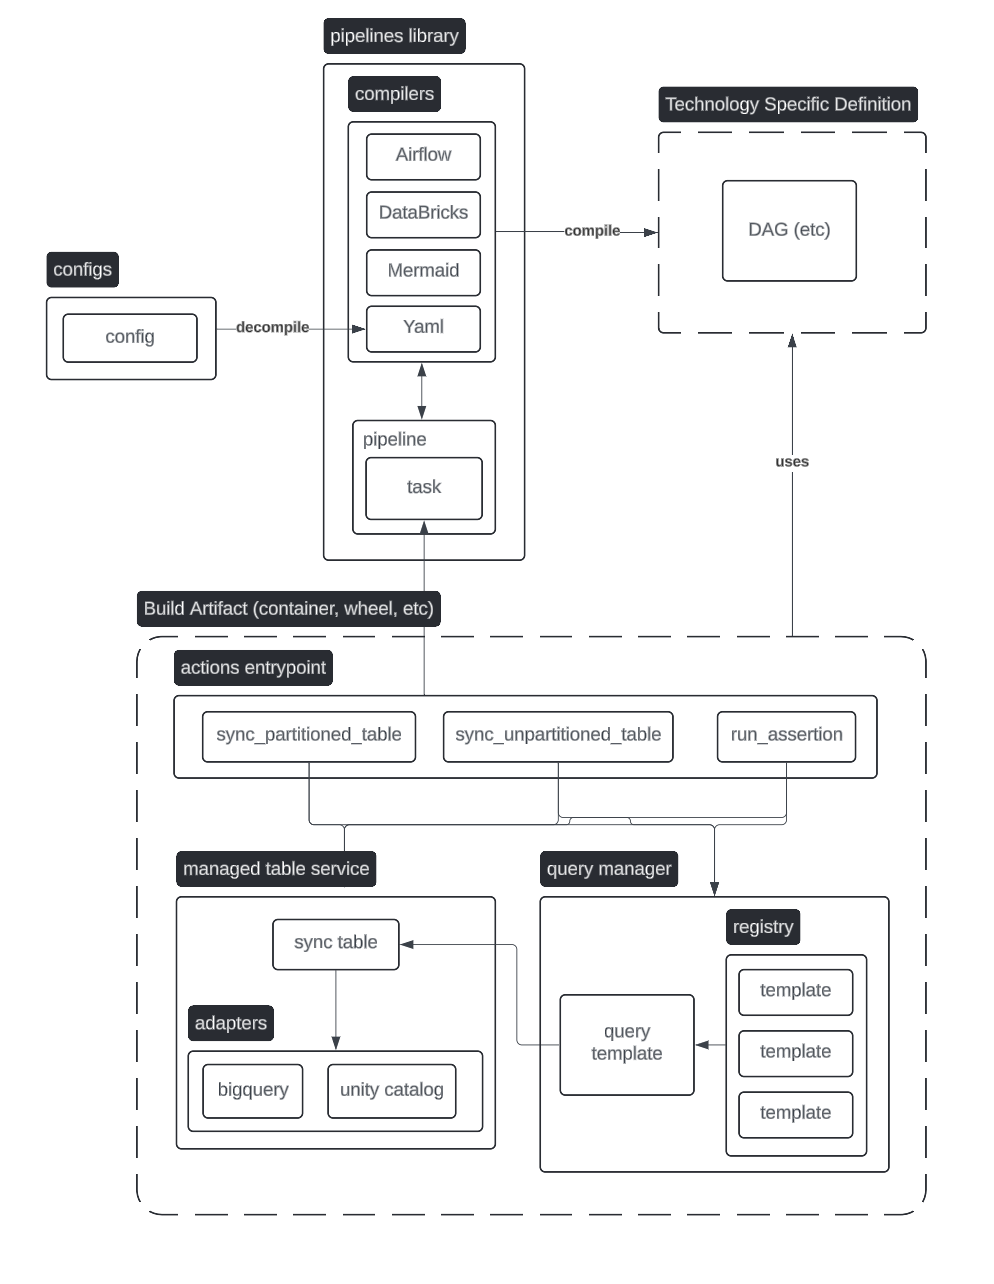 pipelines library
compilers
Airflow
DataBricks
Mermaid
Yaml
Technology Specific Definition
DAG (etc)
compile
configs
config
decompile
pipeline
task
uses
Build Artifact (container, wheel, etc)
actions entrypoint
sync_partitioned_table
sync_unpartitioned_table
run_assertion
managed table service
sync table
adapters
bigquery
unity catalog
query manager
registry
template
template
template
query
template